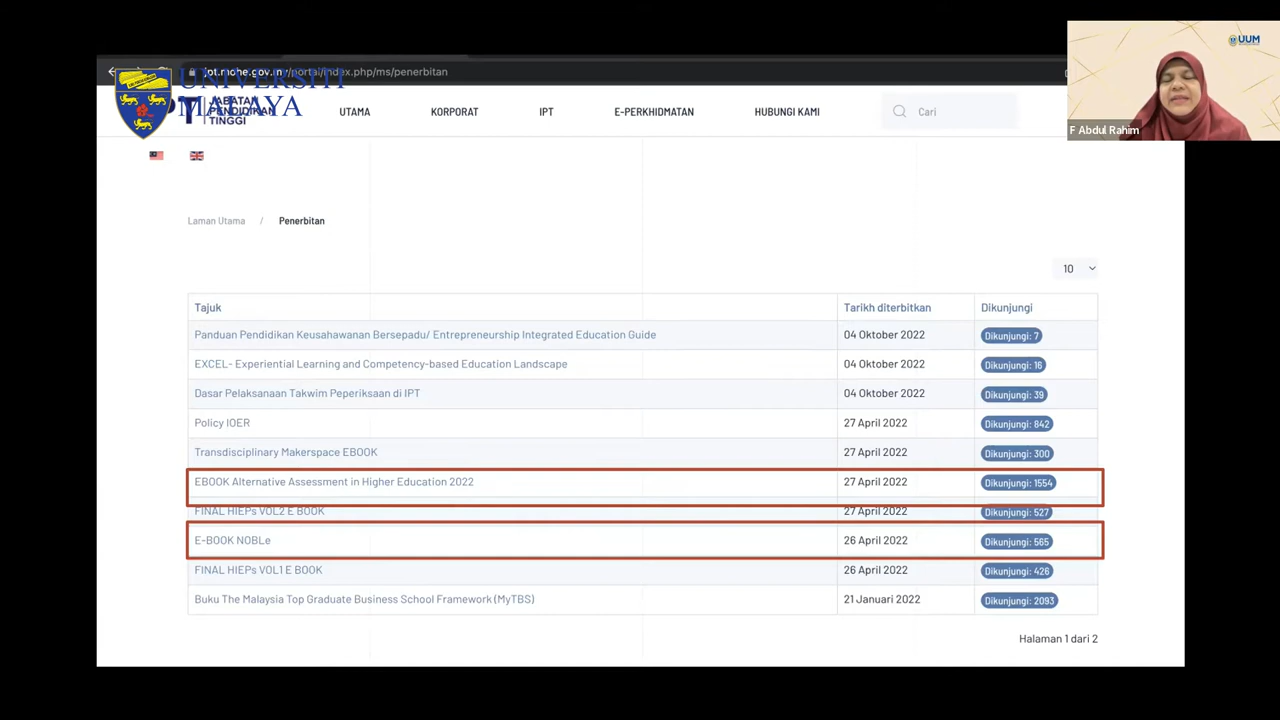 jpt.mohe.gov.my/portal/index.php/ms/penerbitan
UNIVERSITI
MALAYA
JABATAN
PENDIDIKAN
TINGGI
UTAMA KORPORAT IPT E-PERKHIDMATAN HUBUNGI KAMI Cari
UUM
F Abdul Rahim
Laman Utama / Penerbitan
10
Tajuk Tarikh diterbitkan Dikunjungi
Panduan Pendidikan Keusahawanan Bersepadu/ Entrepreneurship Integrated Education Guide 04 Oktober 2022 Dikunjungi: 7
EXCEL- Experiential Learning and Competency-based Education Landscape 04 Oktober 2022 Dikunjungi: 16
Dasar Pelaksanaan Takwim Peperiksaan di IPT 04 Oktober 2022 Dikunjungi: 39
Policy IOER 27 April 2022 Dikunjungi: 842
Transdisciplinary Makerspace EBOOK 27 April 2022 Dikunjungi: 300
EBOOK Alternative Assessment in Higher Education 2022 27 April 2022 Dikunjungi: 1554
FINAL HIEPs VOL2 E BOOK 27 April 2022 Dikunjungi: 527
E-BOOK NOBLe 26 April 2022 Dikunjungi: 565
FINAL HIEPs VOL1 E BOOK 26 April 2022 Dikunjungi: 426
Buku The Malaysia Top Graduate Business School Framework (MyTBS) 21 Januari 2022 Dikunjungi: 2093
Halaman 1 dari 2